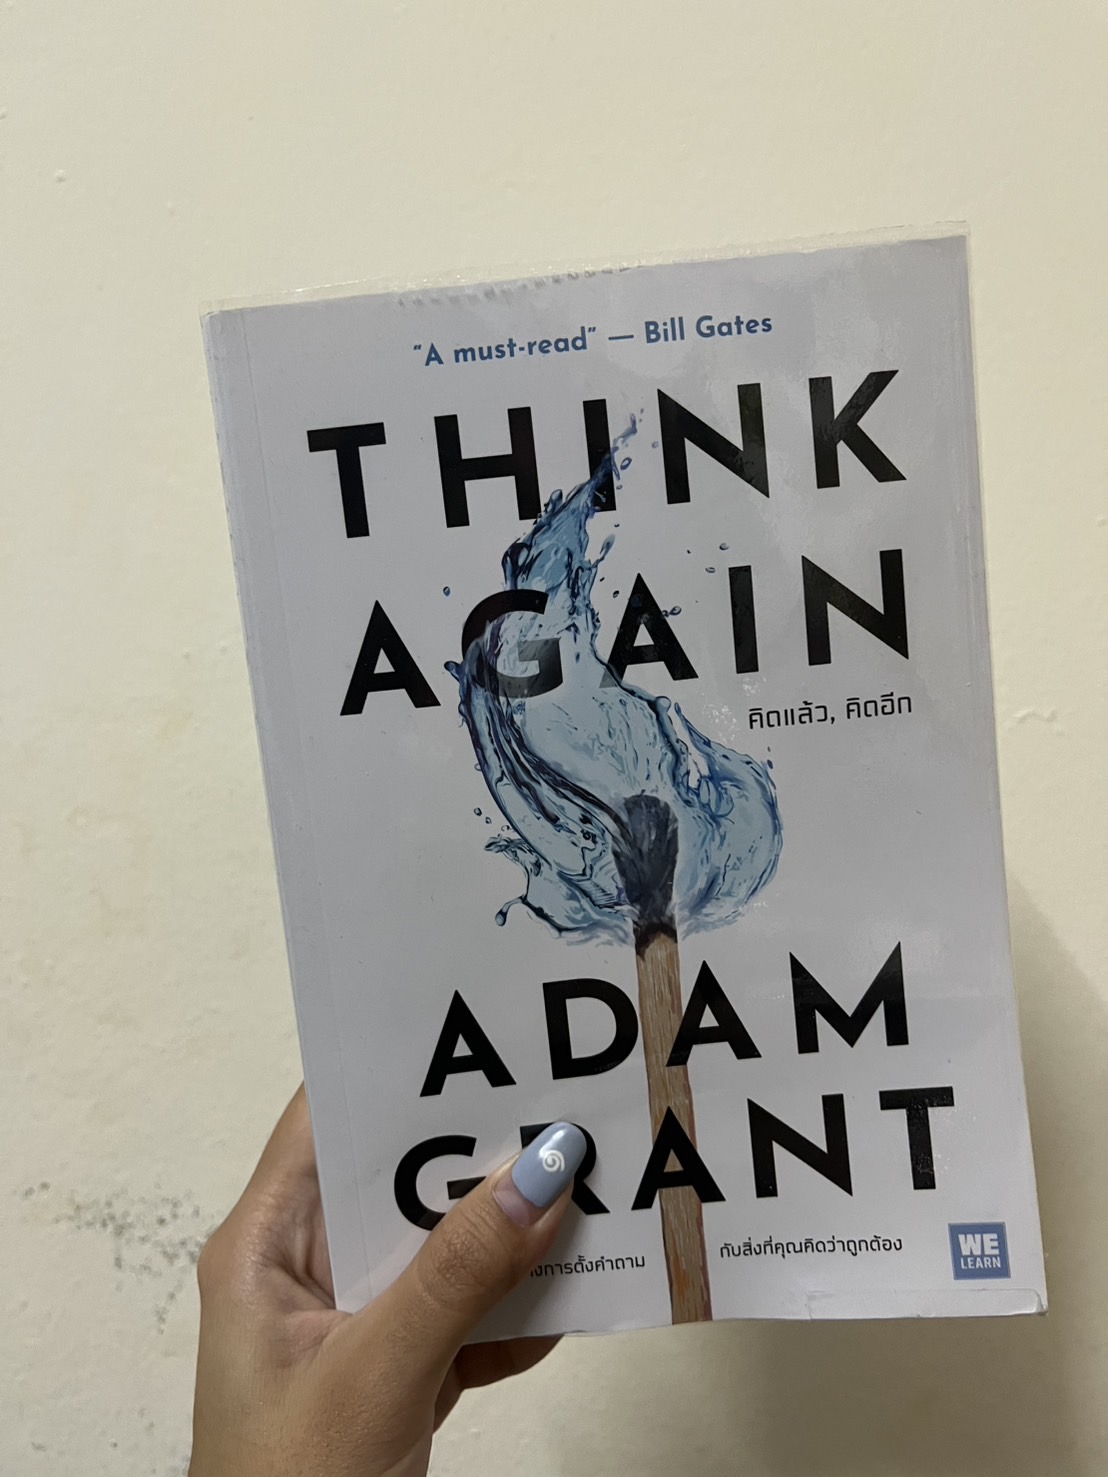 “A must-read” — Bill Gates
THINK
AGAIN
คิดแล้ว, คิดอีก
ADAM
GRANT
การตั้งคำถาม
กับสิ่งที่คุณคิดว่าถูกต้อง
WE
LEARN